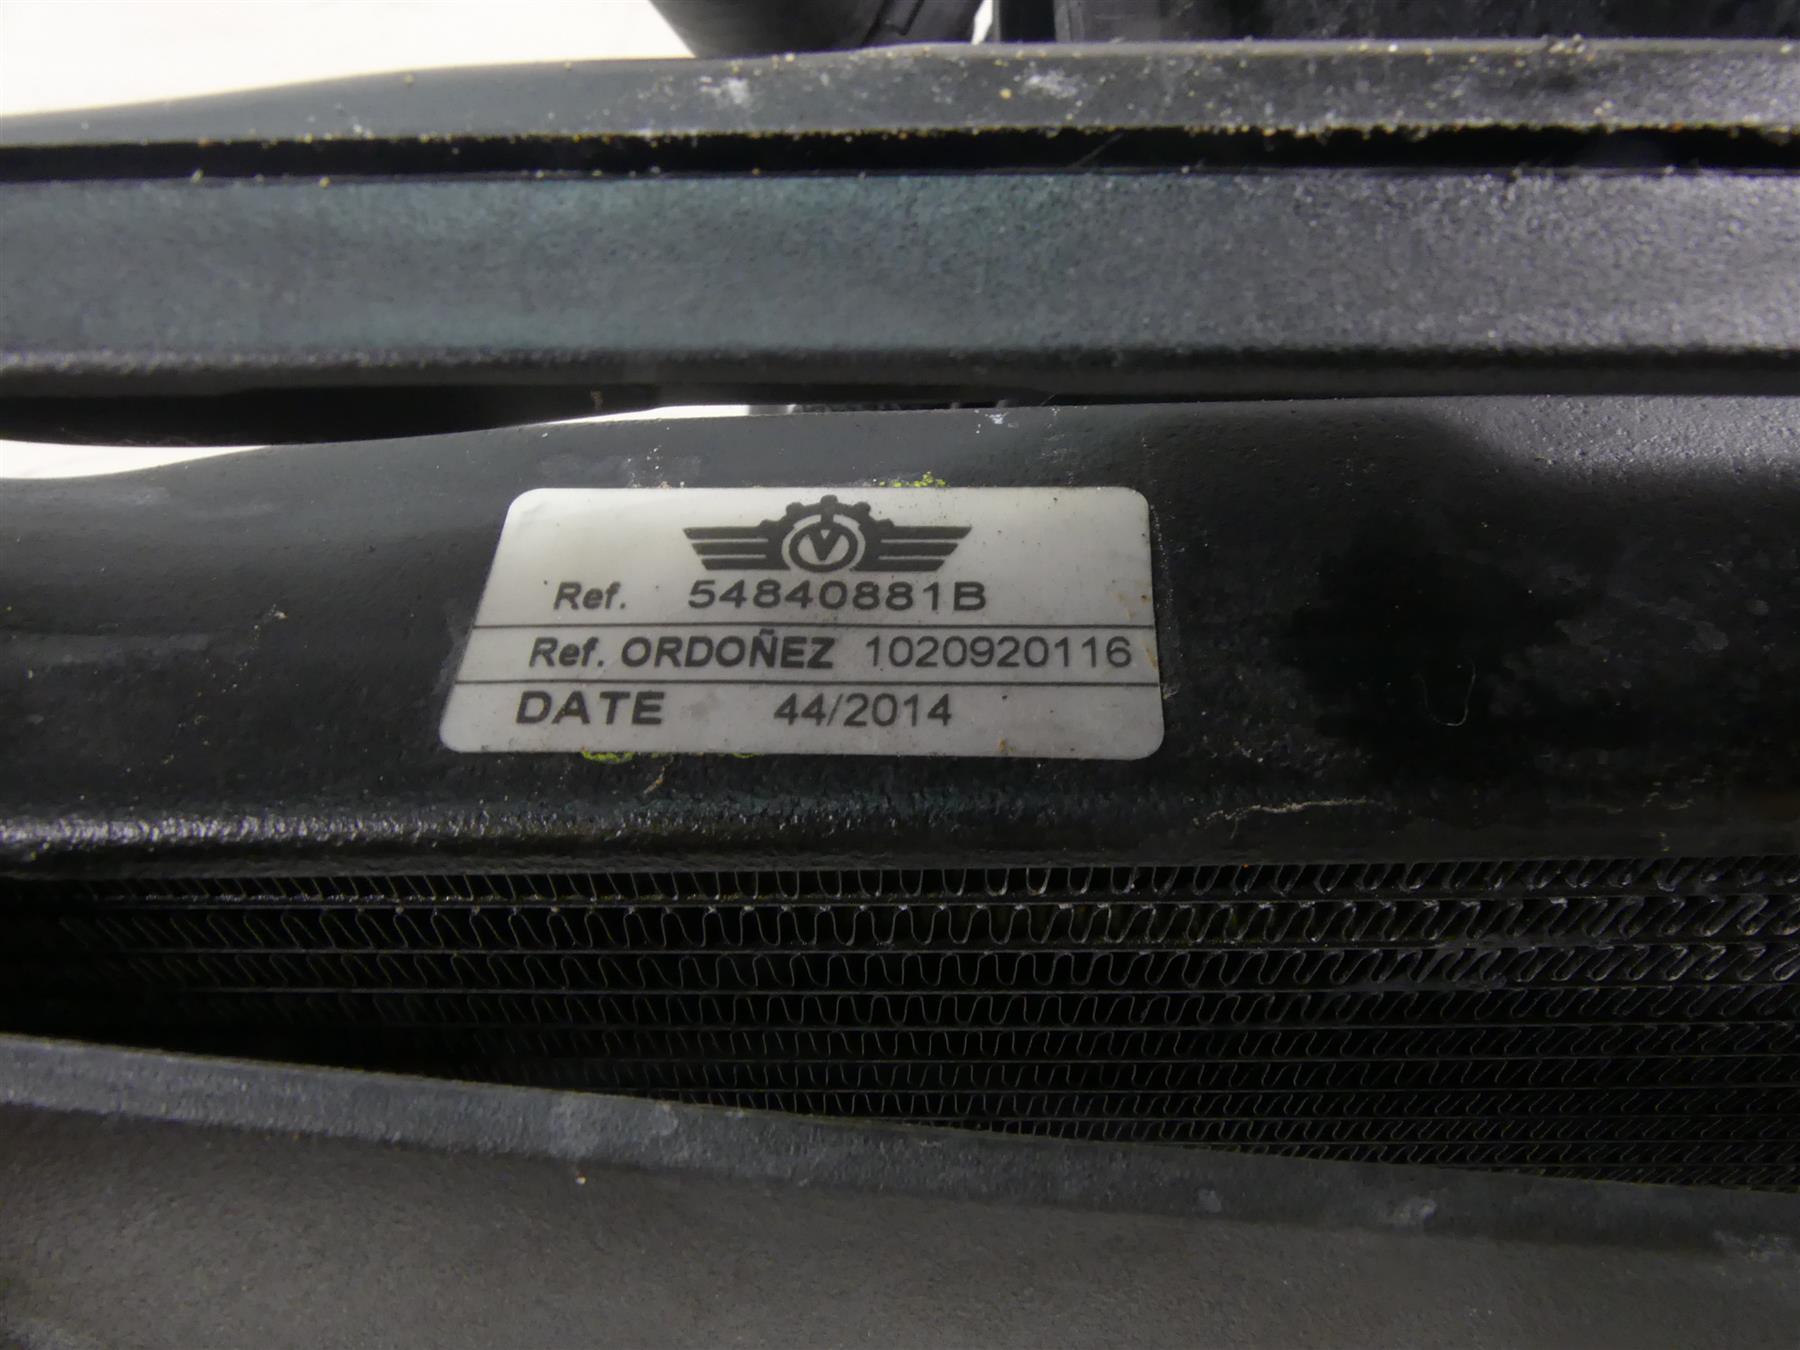 Ref. 54840881B
Ref. ORDOÑEZ 1020920116
DATE 44/2014